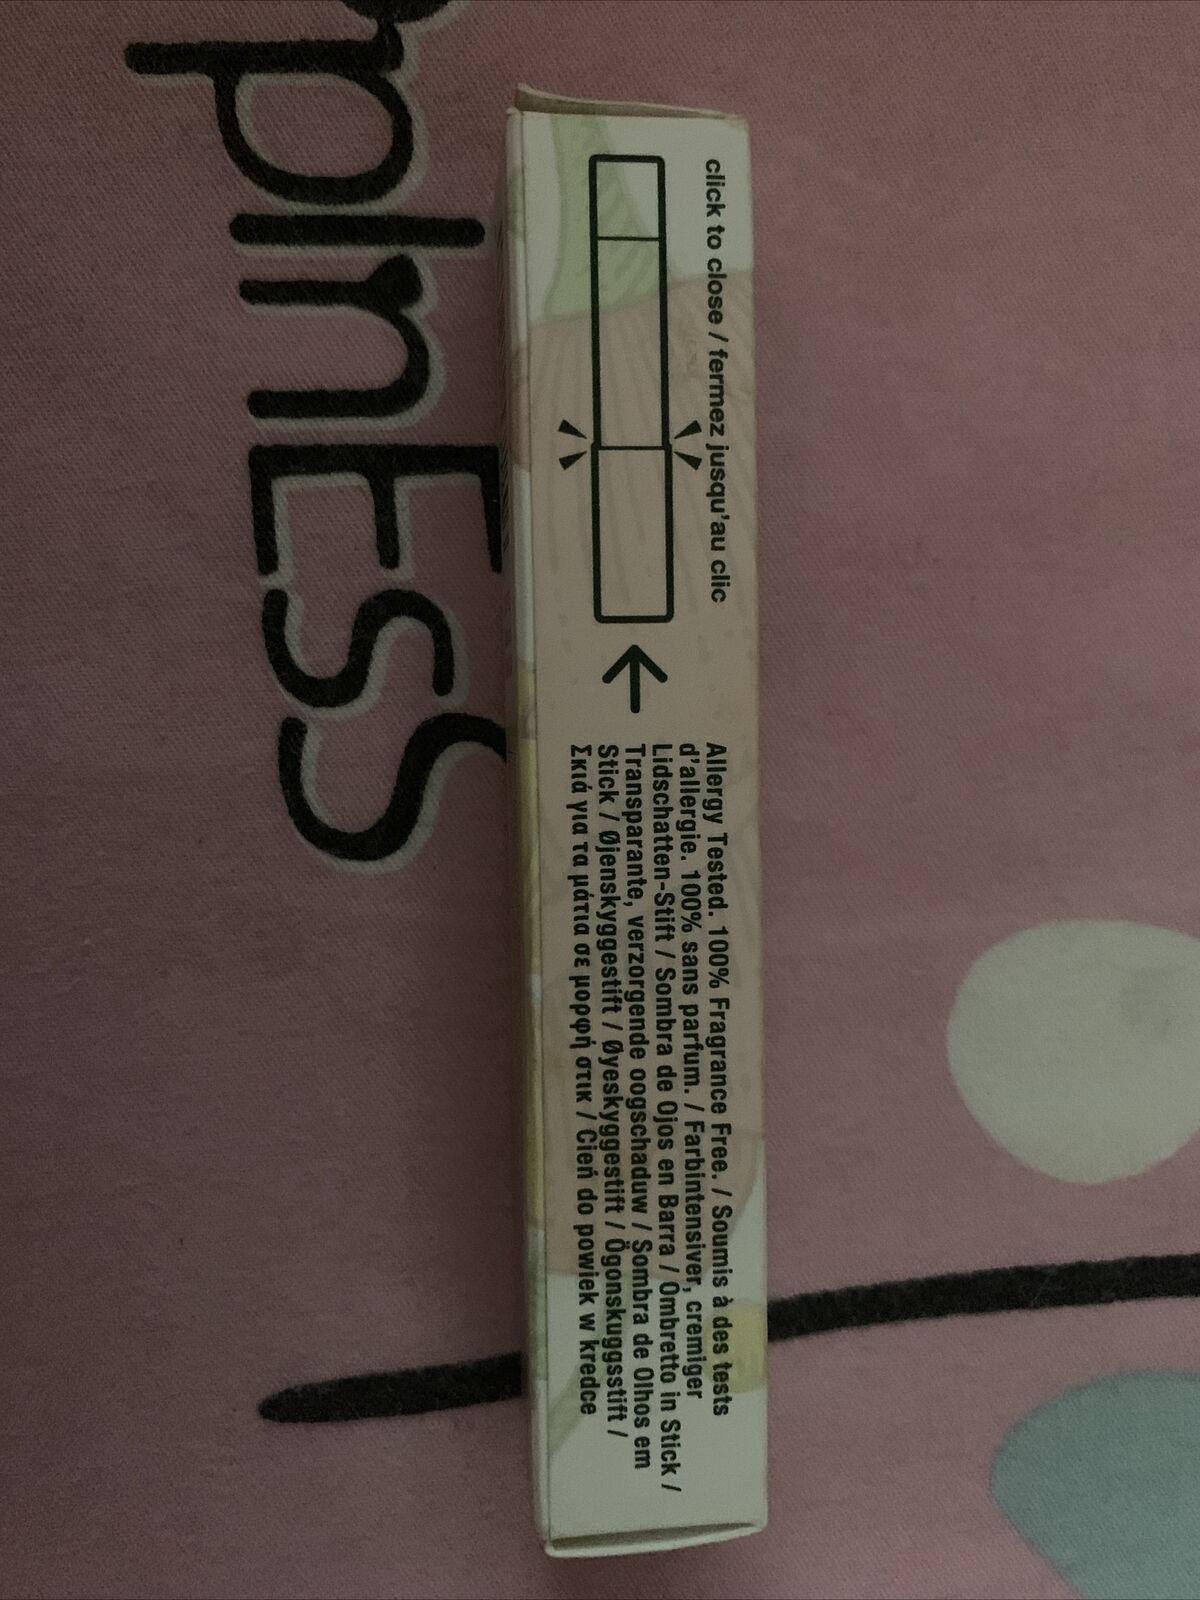 click to close / fermez jusqu'au clic
Allergy Tested. 100% Fragrance Free. / Soumis à des tests
d'allergie. 100% sans parfum. / Farbintensiver, cremiger
Lidschatten-Stift / Sombra de Ojos en Barra / Ombretto in Stick /
Transparante, verzorgende oogschaduw / Sombra de Olhos em
Stick / Øjenskyggestift / Øyeskyggestift / Ögonskuggsstift /
Σκιά για τα μάτια σε μορφή στικ / Cień do powiek w kredce
pInESS